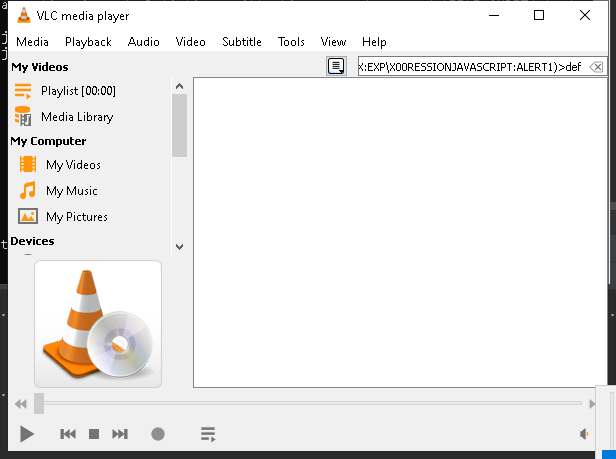 VLC media player
Media Playback Audio Video Subtitle Tools View Help
My Videos
X:EXP\X00RESSIONJAVASCRIPT:ALERT1)>def
Playlist [00:00]
Media Library
My Computer
My Videos
My Music
My Pictures
Devices